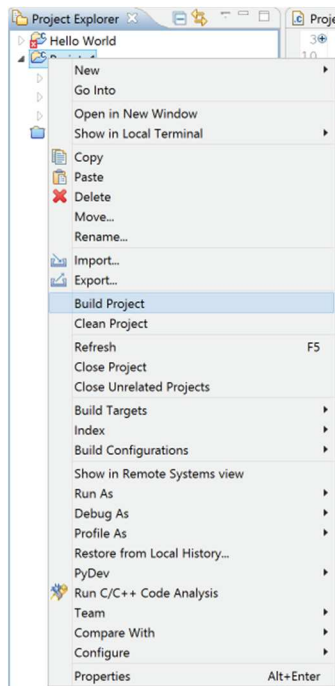 Project Explorer
Hello World
New
Go Into
Open in New Window
Show in Local Terminal
Copy
Paste
Delete
Move...
Rename...
Import...
Export...
Build Project
Clean Project
Refresh F5
Close Project
Close Unrelated Projects
Build Targets
Index
Build Configurations
Show in Remote Systems view
Run As
Debug As
Profile As
Restore from Local History...
PyDev
Run C/C++ Code Analysis
Team
Compare With
Configure
Properties Alt+Enter